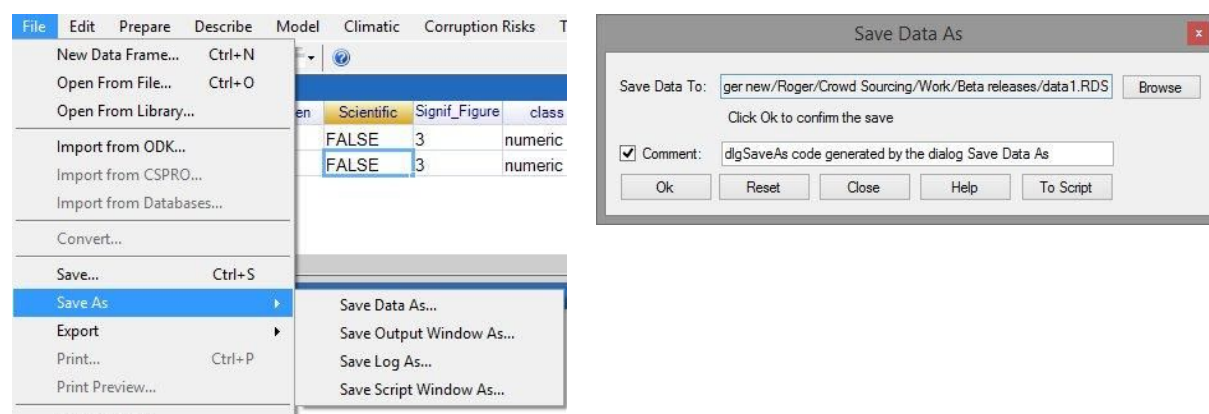 File Edit Prepare Describe Model Climatic Corruption Risks
New Data Frame... Ctrl+N
Open From File... Ctrl+O
Open From Library...
en Scientific Signif_Figure class
FALSE 3 numeric
FALSE 3 numeric
Import from ODK...
Import from CSPRO...
Import from Databases...
Convert...
Save... Ctrl+S
Save As
Export
Print... Ctrl+P
Print Preview...
Save Data As...
Save Output Window As...
Save Log As...
Save Script Window As...
Save Data As
x
Save Data To: ger new/Roger/Crowd Sourcing/Work/Beta releases/data1.RDS Browse
Click Ok to confirm the save
Comment: dlgSaveAs code generated by the dialog Save Data As
Ok Reset Close Help To Script